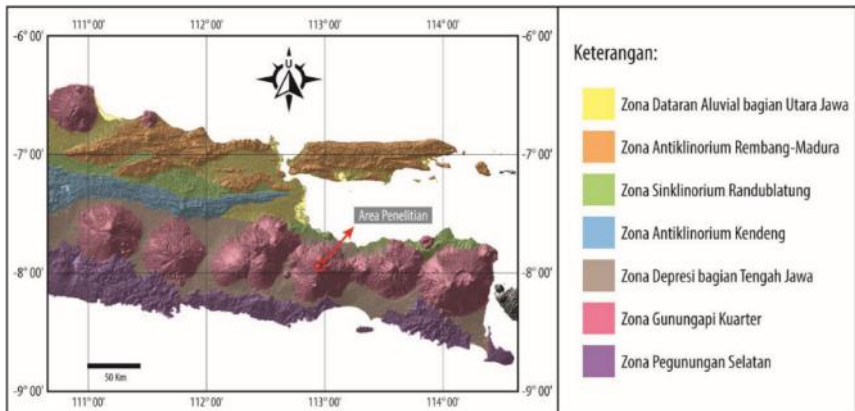 111° 00' 112° 00' 113° 00' 114° 00'
-6° 00' -6° 00'
U
-7° 00' -7° 00'
Area Penelitian
-8° 00' -8° 00'
50 Km
-9° 00' -9° 00'
111° 00' 112° 00' 113° 00' 114° 00'
Keterangan:
Zona Dataran Aluvial bagian Utara Jawa
Zona Antiklinorium Rembang-Madura
Zona Sinklinorium Randublatung
Zona Antiklinorium Kendeng
Zona Depresi bagian Tengah Jawa
Zona Gunungapi Kuarter
Zona Pegunungan Selatan